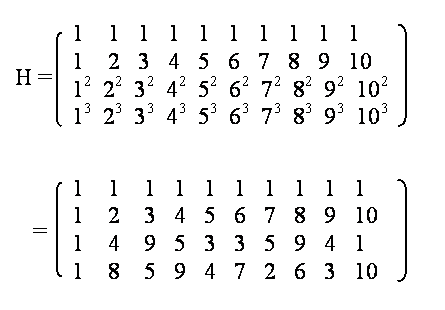 1 1 1 1 1 1 1 1 1 1
H = 1 2 3 4 5 6 7 8 9 10
1² 2² 3² 4² 5² 6² 7² 8² 9² 10²
1³ 2³ 3³ 4³ 5³ 6³ 7³ 8³ 9³ 10³
1 1 1 1 1 1 1 1 1 1
= 1 2 3 4 5 6 7 8 9 10
1 4 9 5 3 3 5 9 4 1
1 8 5 9 4 7 2 6 3 10